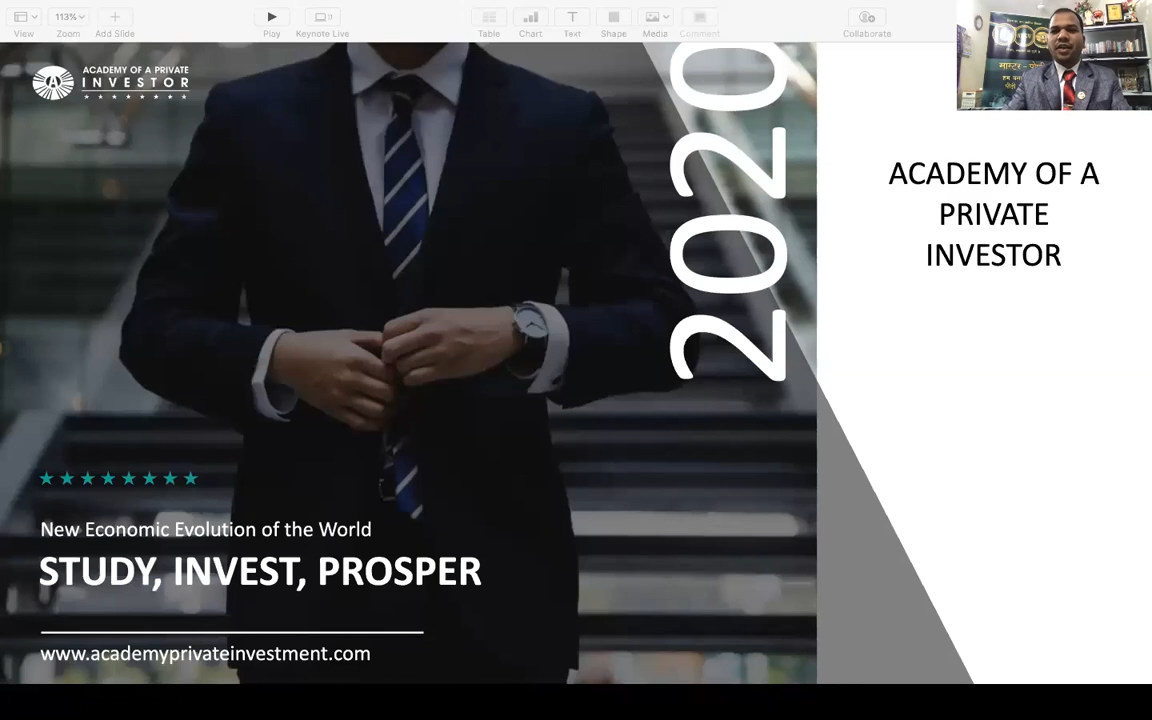 113%
View
Zoom
Add Slide
Play
Keynote Live
Table
Chart
Text
Shape
Media
Comment
Collaborate
ACADEMY OF A PRIVATE
INVESTOR
2020
ACADEMY OF A
PRIVATE
INVESTOR
New Economic Evolution of the World
STUDY, INVEST, PROSPER
www.academyprivateinvestment.com